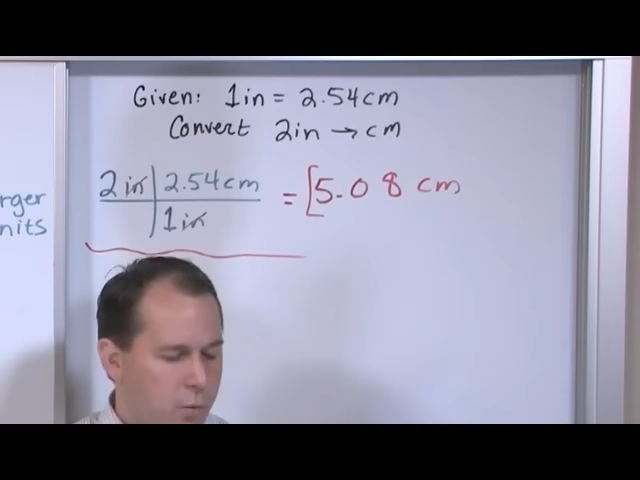 Given: 1in = 2.54cm
Convert 2in → cm
2in | 2.54cm = [5.08 cm
1in
rger
nits